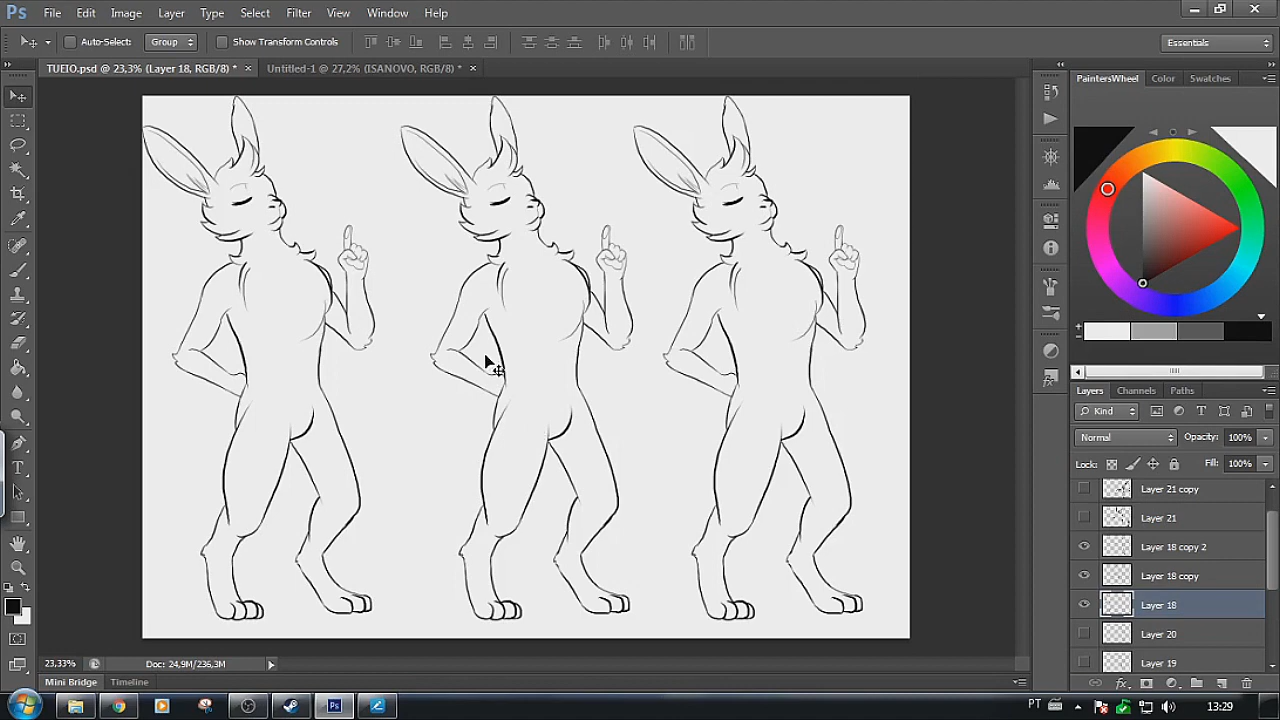 Ps File Edit Image Layer Type Select Filter View Window Help
Auto-Select: Group Show Transform Controls Essentials
TUEIO.psd @ 23,3% (Layer 18, RGB/8) * × Untitled-1 @ 27,2% (ISANOVO, RGB/8) * ×
PaintersWheel Color Swatches
Layers Channels Paths
Kind
Normal Opacity: 100%
Lock: Fill: 100%
Layer 21 copy
Layer 21
Layer 18 copy 2
Layer 18 copy
Layer 18
Layer 20
Layer 19
23,33% Doc: 24,9M/236,3M
Mini Bridge Timeline
Ps PT 13:29